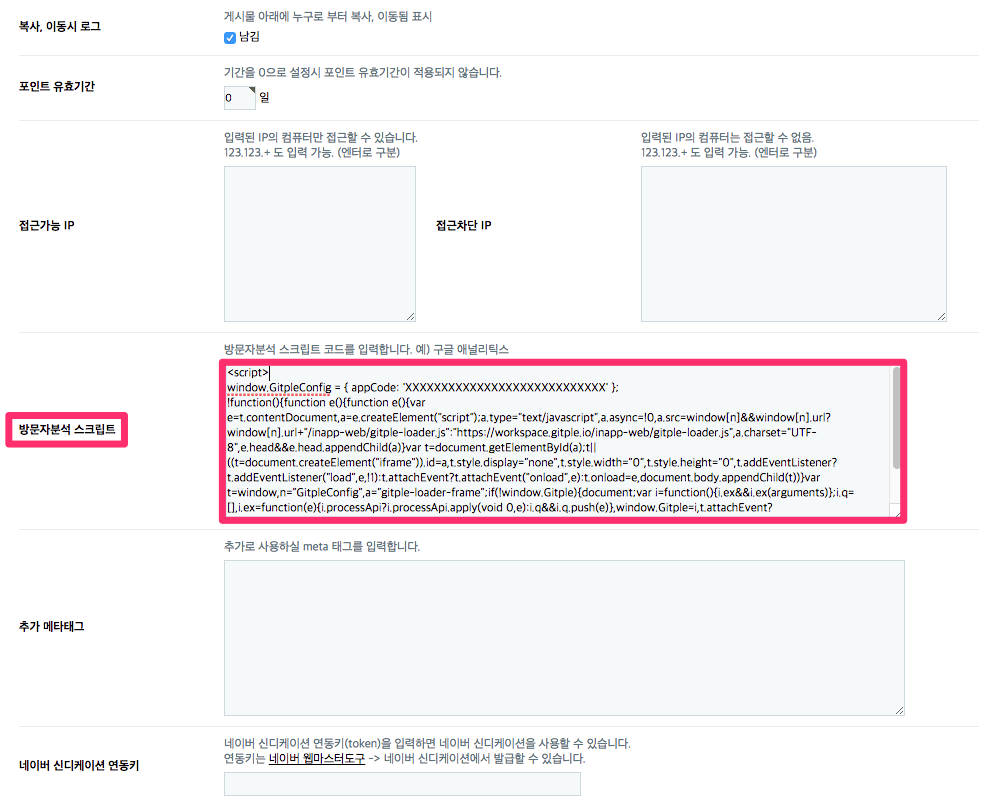 복사, 이동시 로그
게시물 아래에 누구로 부터 복사, 이동됨 표시
남김
포인트 유효기간
기간을 0으로 설정시 포인트 유효기간이 적용되지 않습니다.
0 일
접근가능 IP
입력된 IP의 컴퓨터만 접근할 수 있습니다.
123.123.+ 도 입력 가능. (엔터로 구분)
접근차단 IP
입력된 IP의 컴퓨터는 접근할 수 없음.
123.123.+ 도 입력 가능. (엔터로 구분)
방문자분석 스크립트
방문자분석 스크립트 코드를 입력합니다. 예) 구글 애널리틱스
<script>
window.GitpleConfig = { appCode: 'XXXXXXXXXXXXXXXXXXXXXXXXXXXX' };
!function(){function e(){function e(){var
e=t.contentDocument,a=e.createElement("script");a.type="text/javascript",a.async=!0,a.src=window[n]&&window[n].url?
window[n].url+"/inapp-web/gitple-loader.js":"https://workspace.gitple.io/inapp-web/gitple-loader.js",a.charset="UTF-
8",e.head&&e.head.appendChild(a)}var t=document.getElementById(a);t||
((t=document.createElement("iframe")).id=a,t.style.display="none",t.style.width="0",t.style.height="0",t.addEventListener?
t.addEventListener("load",e,!1):t.attachEvent?t.attachEvent("onload",e):t.onload=e,document.body.appendChild(t))}var
t=window,n="GitpleConfig",a="gitple-loader-frame";if(!window.Gitple){document;var i=function(){i.ex&&i.ex(arguments)};i.q=
[],i.ex=function(e){i.processApi?i.processApi.apply(void 0,e):i.q&&i.q.push(e)},window.Gitple=i,t.attachEvent?
추가 메타태그
추가로 사용하실 meta 태그를 입력합니다.
네이버 신디케이션 연동키
네이버 신디케이션 연동키(token)을 입력하면 네이버 신디케이션을 사용할 수 있습니다.
연동키는 네이버 웹마스터도구 -> 네이버 신디케이션에서 발급할 수 있습니다.